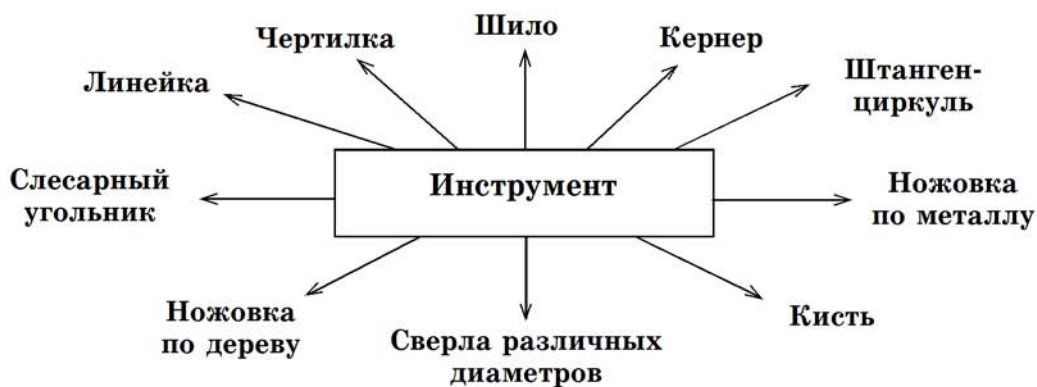 Шило
Чертилка
Кернер
Линейка
Штанген-
циркуль
Инструмент
Слесарный
угольник
Ножовка
по металлу
Ножовка
по дереву
Сверла различных
диаметров
Кисть